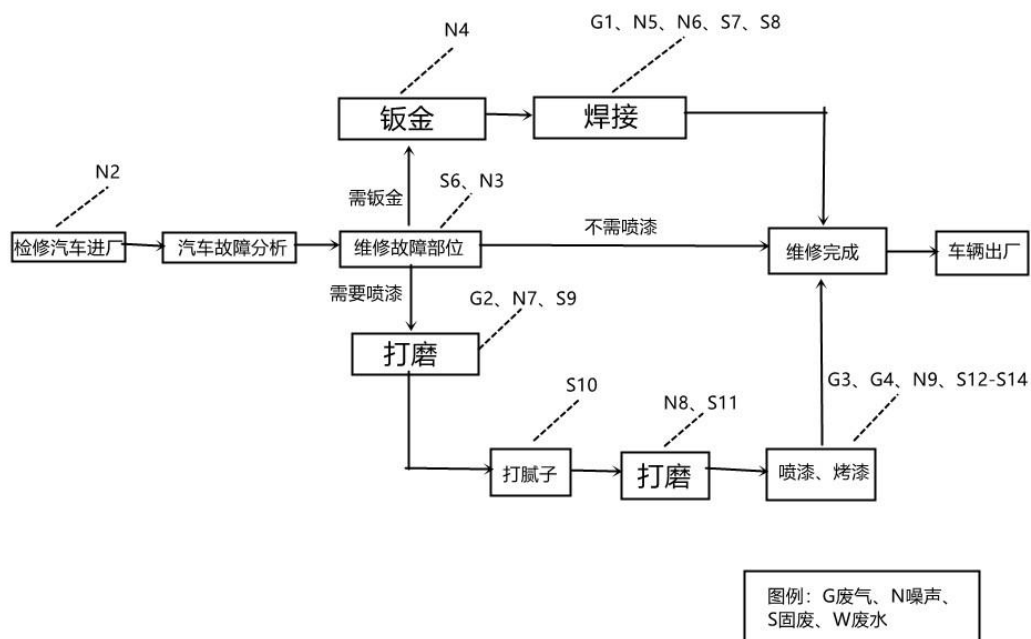 N4
G1、N5、N6、S7、S8
钣金
焊接
N2
需钣金
S6、N3
不需喷漆
检修汽车进厂
汽车故障分析
维修故障部位
维修完成
车辆出厂
需要喷漆
G2、N7、S9
打磨
S10
N8、S11
G3、G4、N9、S12-S14
打腻子
打磨
喷漆、烤漆
图例：G废气、N噪声、
S固废、W废水